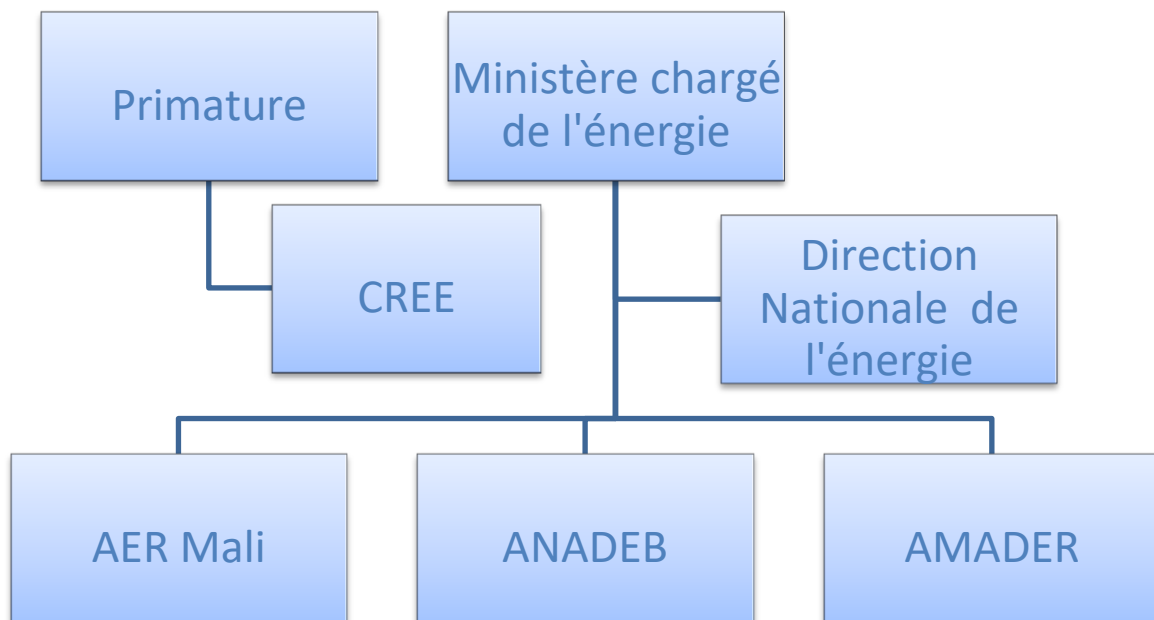 Primature
Ministère chargé
de l'énergie
CREE
Direction
Nationale  de
l'énergie
AER Mali
ANADEB
AMADER